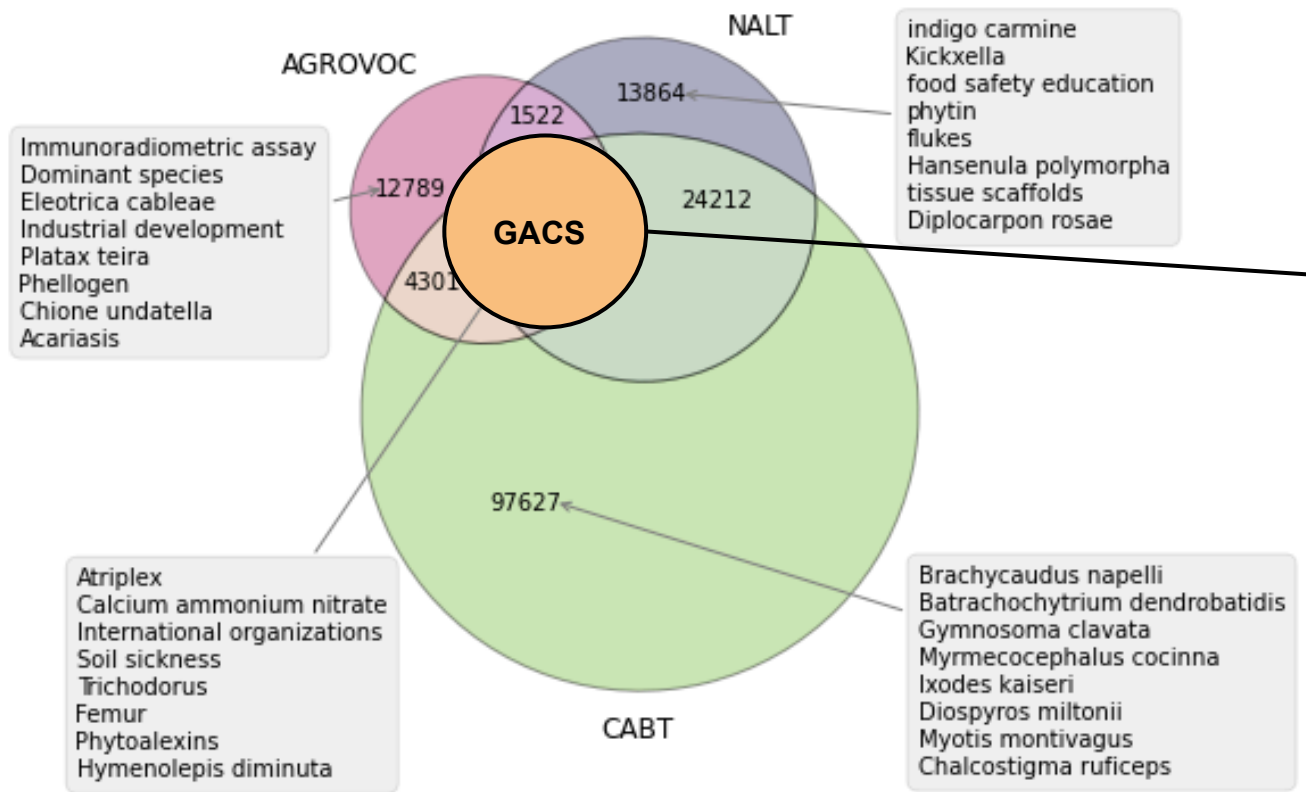 NALT
AGROVOC
indigo carmine
Kickxella
food safety education
phytin
flukes
Hansenula polymorpha
tissue scaffolds
Diplocarpon rosae
13864
1522
Immunoradiometric assay
Dominant species
Eleotrica cableae
Industrial development
Platax teira
Phellogen
Chione undatella
Acariasis
12789
24212
GACS
4301
97627
Atriplex
Calcium ammonium nitrate
International organizations
Soil sickness
Trichodorus
Femur
Phytoalexins
Hymenolepis diminuta
Brachycaudus napelli
Batrachochytrium dendrobatidis
Gymnosoma clavata
Myrmecocephalus cocinna
Ixodes kaiseri
Diospyros miltonii
Myotis montivagus
Chalcostigma ruficeps
CABT